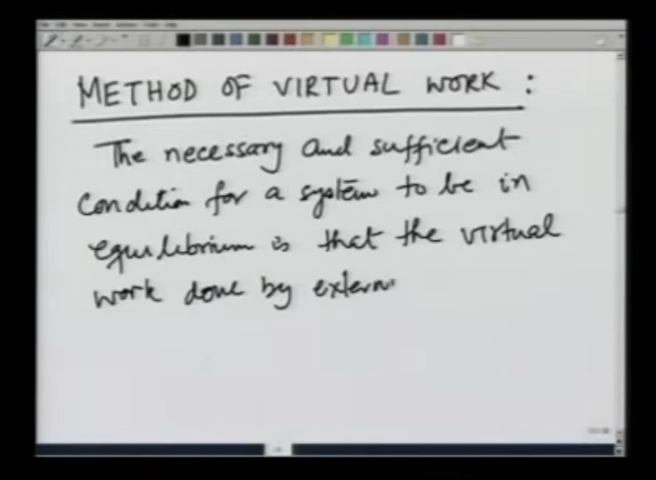 METHOD OF VIRTUAL WORK :
The necessary and sufficient
condition for a system to be in
equilibrium is that the virtual
work done by extern